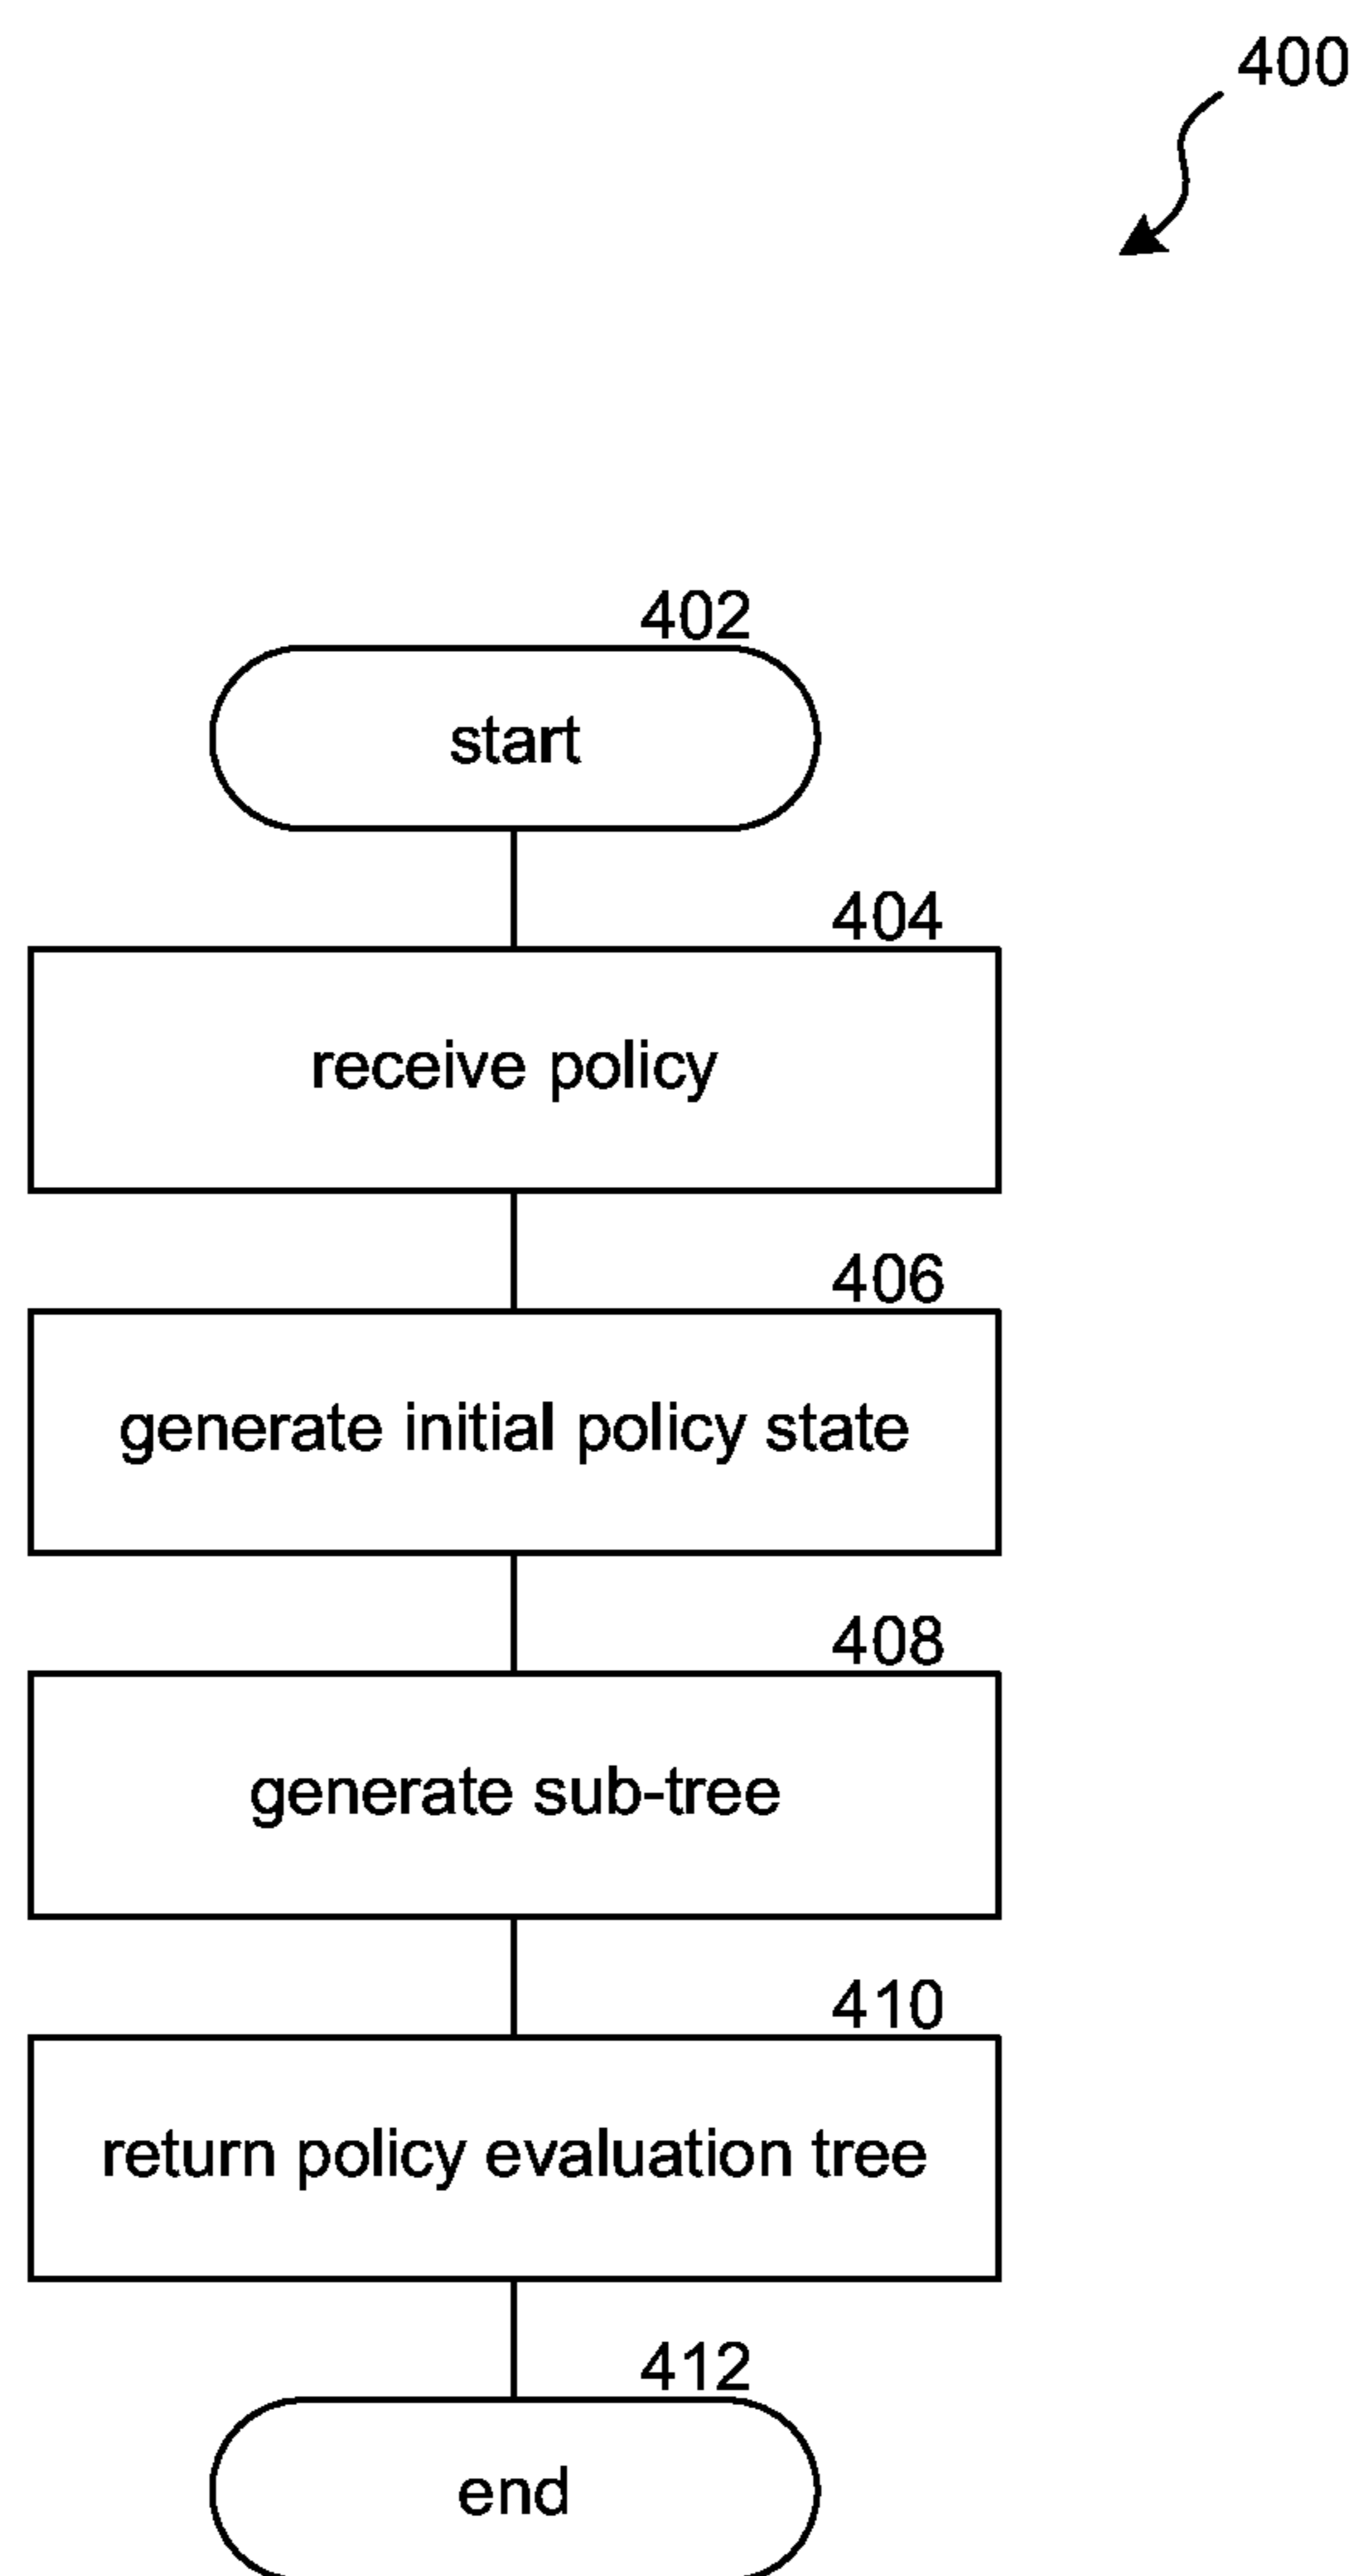 400
402
start
404
receive policy
406
generate initial policy state
408
generate sub-tree
410
return policy evaluation tree
412
end